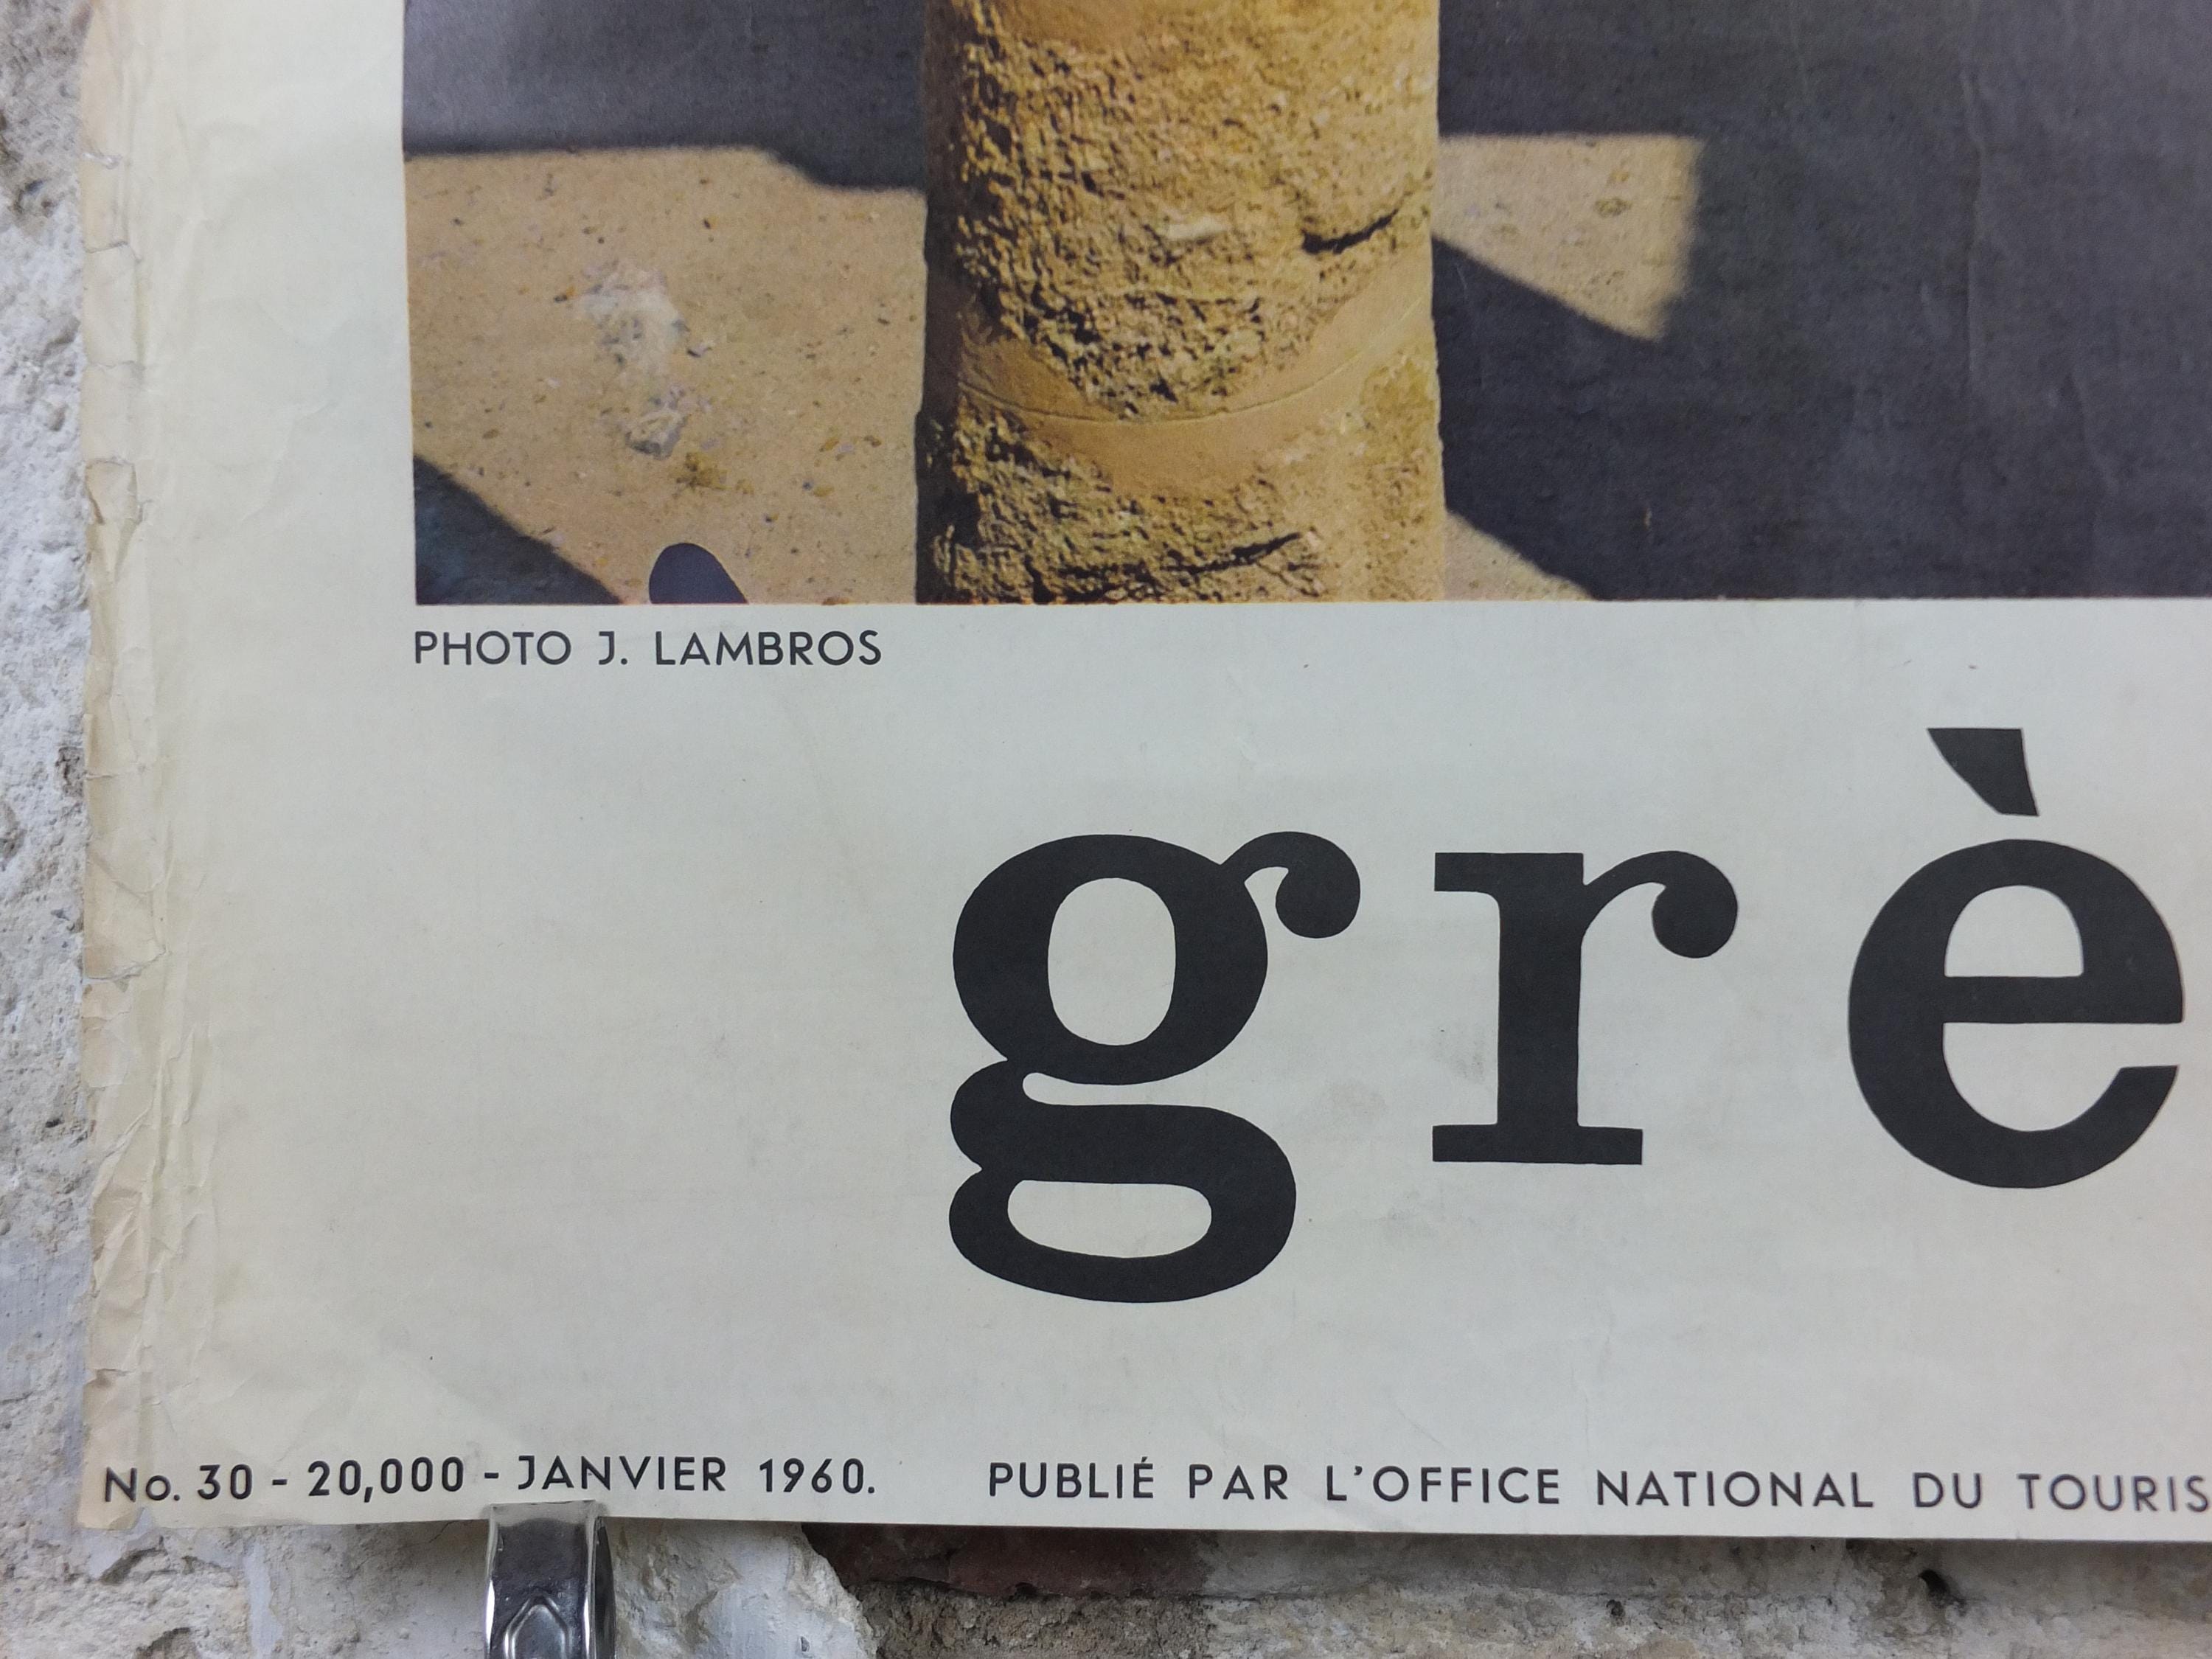 PHOTO J. LAMBROS
grè
No. 30 - 20,000 - JANVIER 1960. PUBLIÉ PAR L'OFFICE NATIONAL DU TOURIS